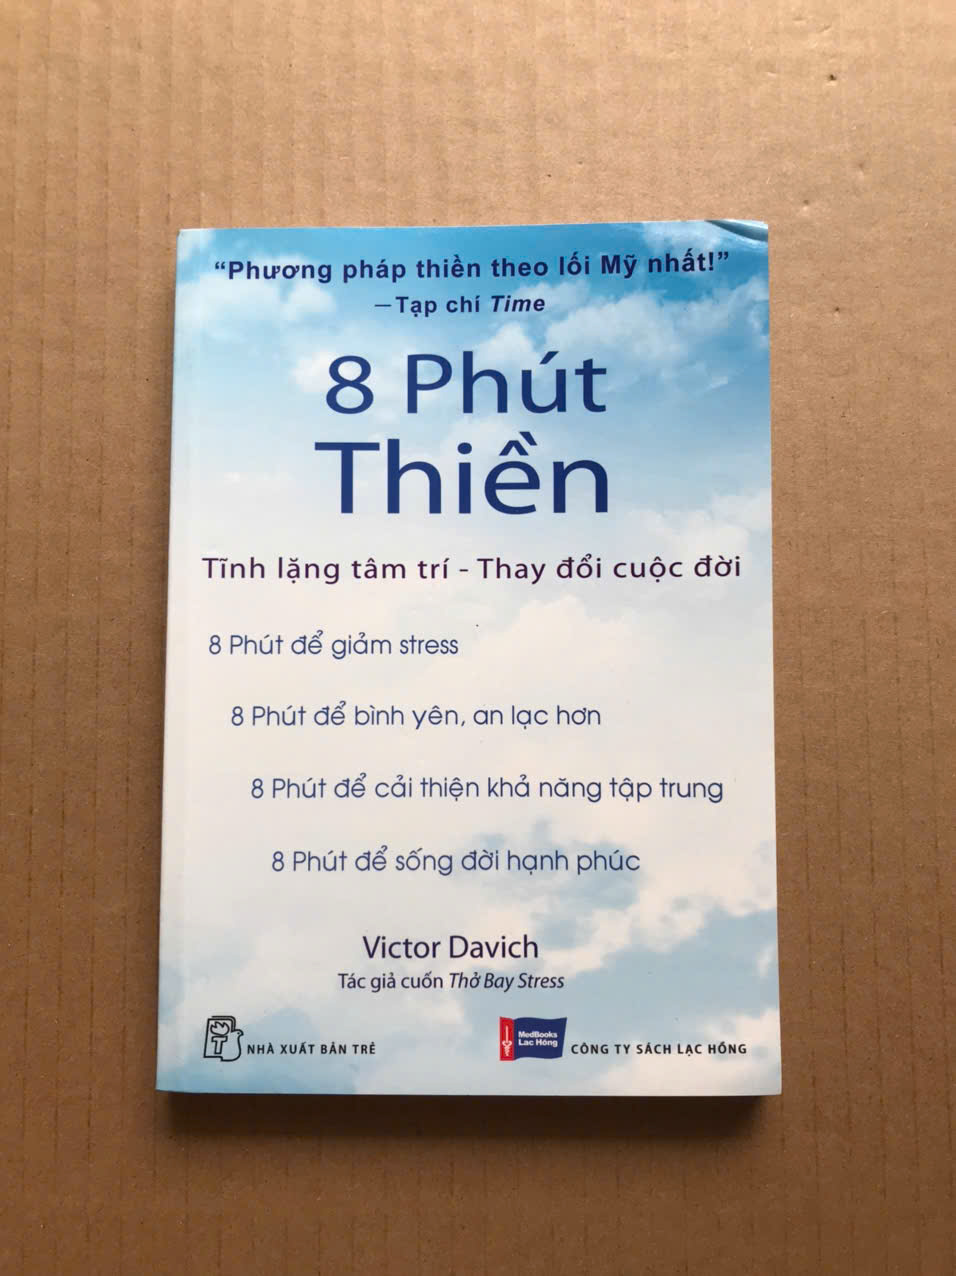 “Phương pháp thiền theo lối Mỹ nhất!”
—Tạp chí Time
8 Phút
Thiền
Tĩnh lặng tâm trí - Thay đổi cuộc đời
8 Phút để giảm stress
8 Phút để bình yên, an lạc hơn
8 Phút để cải thiện khả năng tập trung
8 Phút để sống đời hạnh phúc
Victor Davich
Tác giả cuốn Thở Bay Stress
T NHÀ XUẤT BẢN TRẺ
MedBooks
Lạc Hồng
CÔNG TY SÁCH LẠC HỒNG